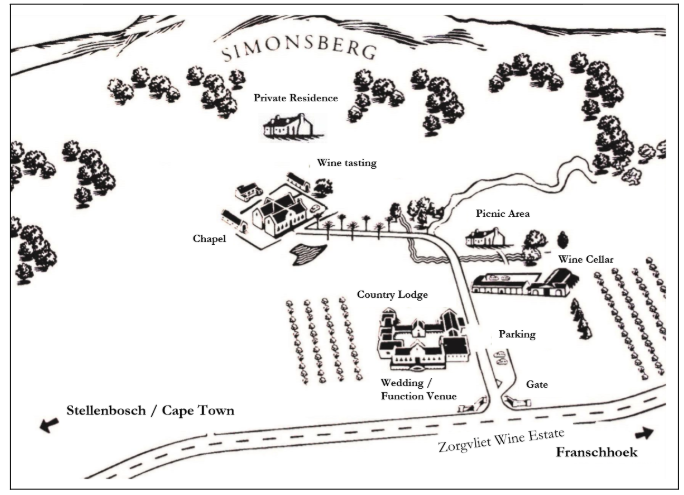 SIMONSBERG
Private Residence
Wine tasting
Picnic Area
Chapel
Wine Cellar
Country Lodge
Parking
Wedding /
Function Venue
Gate
Stellenbosch / Cape Town
Zorgvliet Wine Estate
Franschhoek